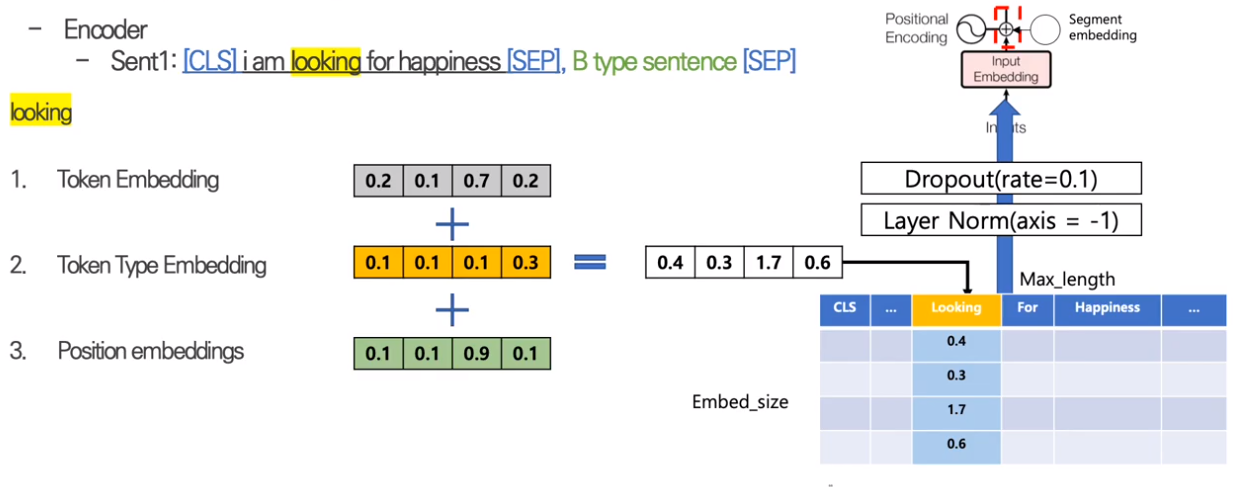 − Encoder
− Sent1: [CLS] i am looking for happiness [SEP], B type sentence [SEP]
looking
1. Token Embedding
0.2 0.1 0.7 0.2
+
2. Token Type Embedding
0.1 0.1 0.1 0.3
=
0.4 0.3 1.7 0.6
+
3. Position embeddings
0.1 0.1 0.9 0.1
Positional
Encoding
Segment
embedding
Input
Embedding
Dropout(rate=0.1)
Layer Norm(axis = -1)
Max_length
CLS ... Looking For Happiness ...
0.4
0.3
1.7
0.6
Embed_size